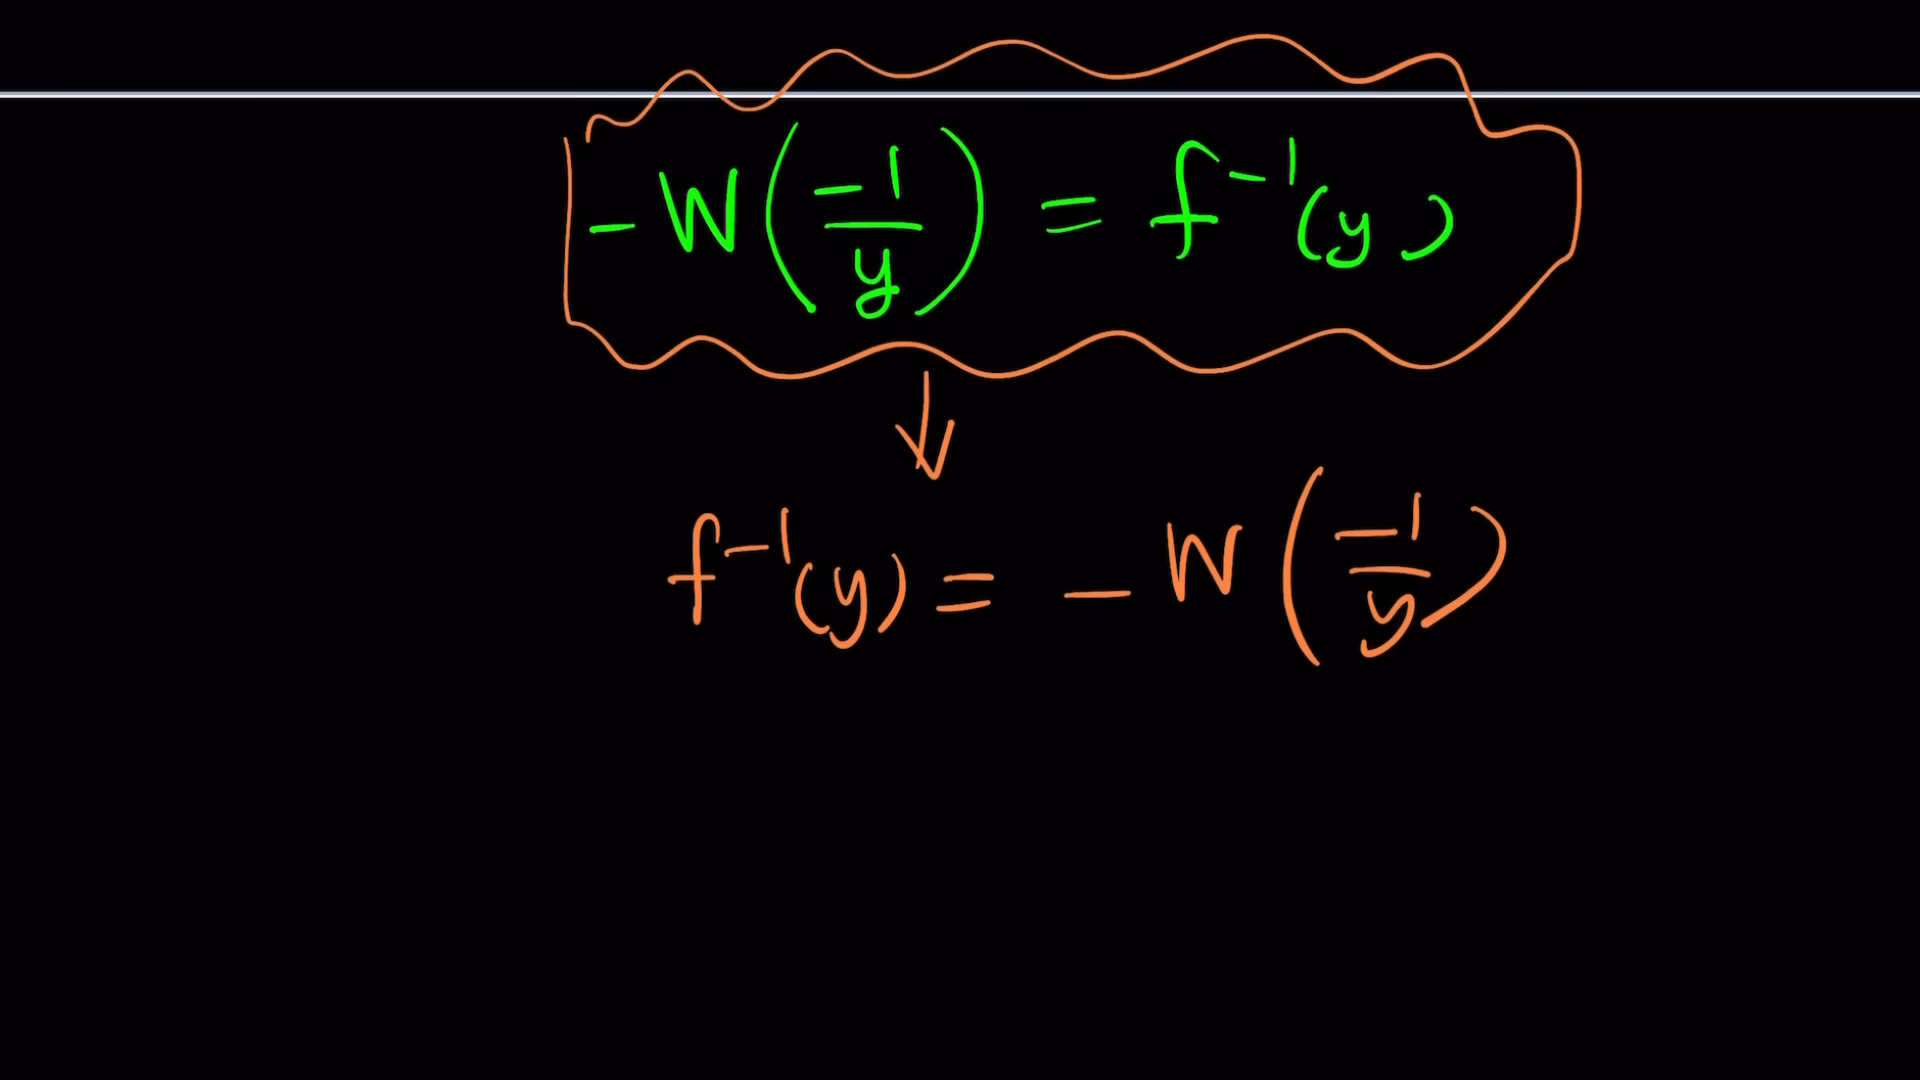 -W(-1/y) = f⁻¹(y)
f⁻¹(y) = -W(-1/y)